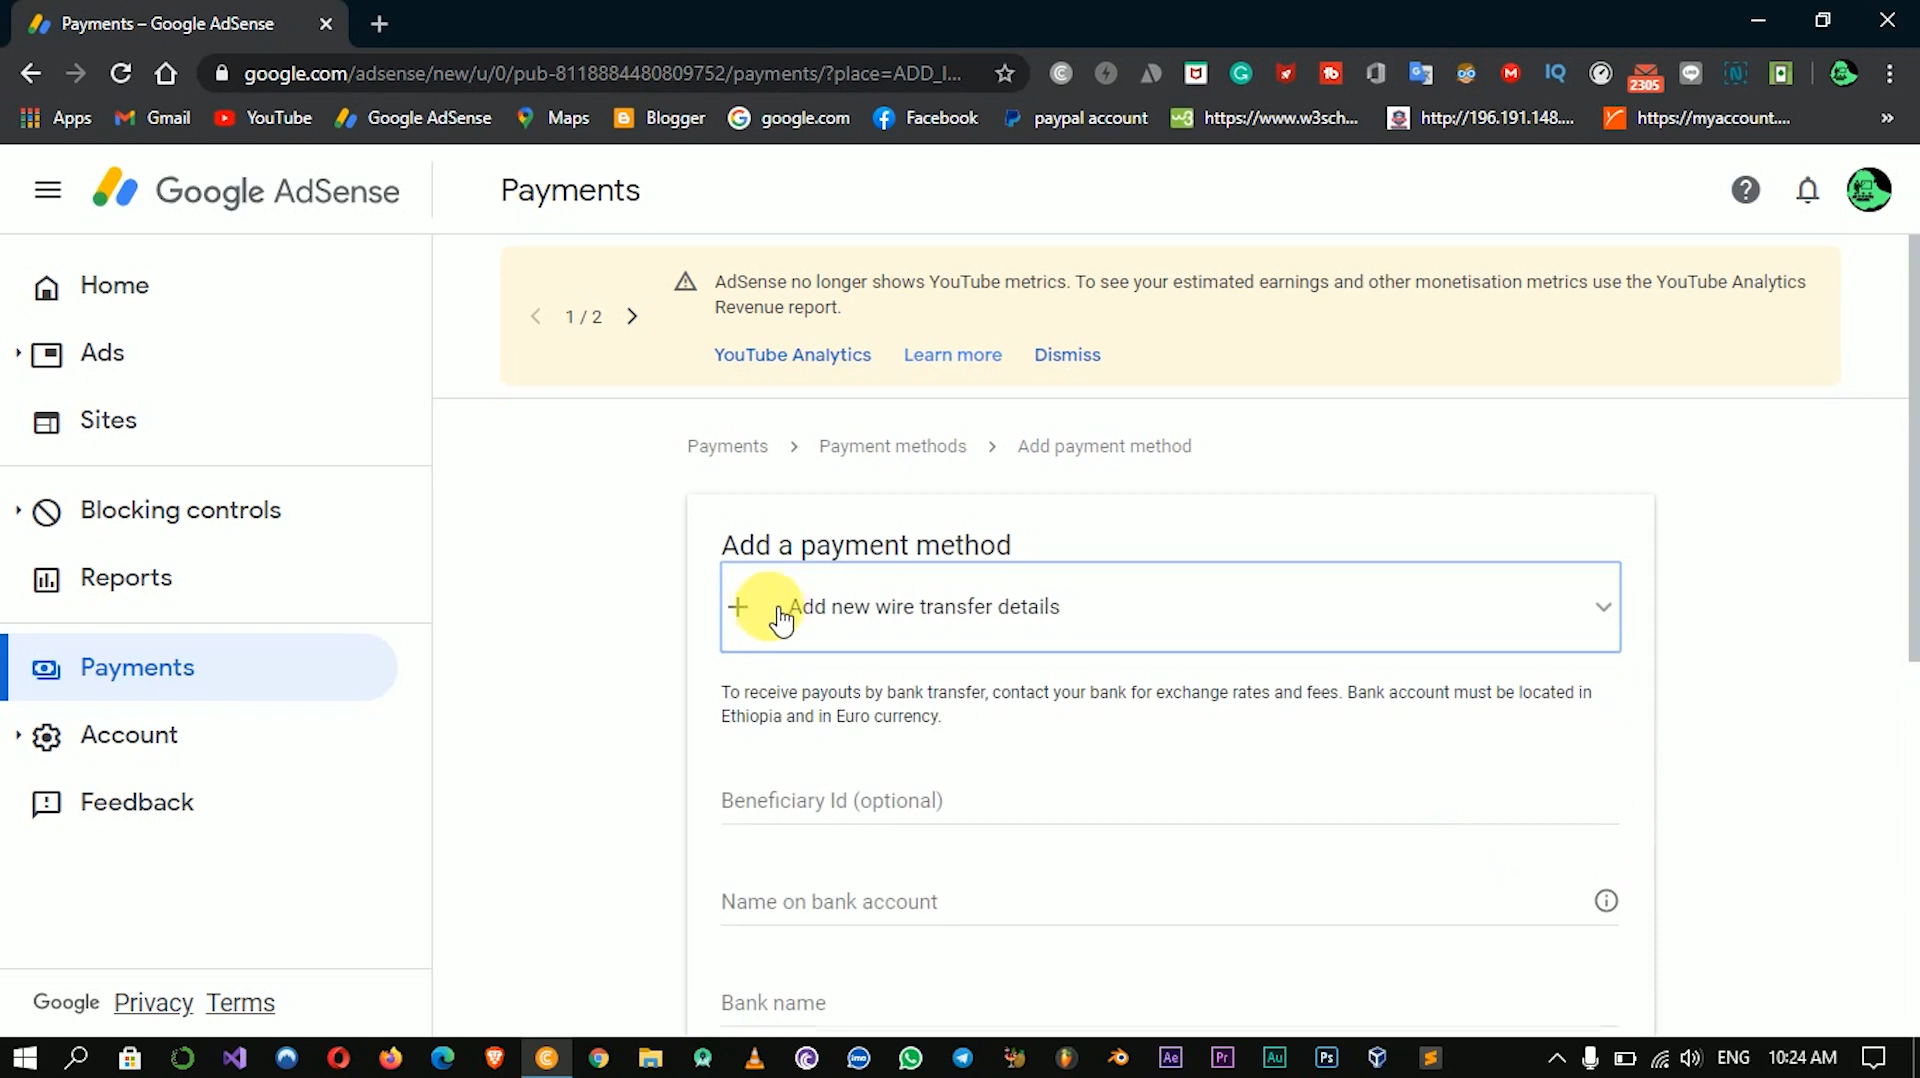 Payments – Google AdSense
google.com/adsense/new/u/0/pub-8118884480809752/payments/?place=ADD_I...
2305
Apps Gmail YouTube Google AdSense Maps Blogger google.com Facebook paypal account https://www.w3sch... http://196.191.148.... https://myaccount.... »
Google AdSense
Payments
Home
Ads
Sites
Blocking controls
Reports
Payments
Account
Feedback
Google Privacy Terms
1 / 2
AdSense no longer shows YouTube metrics. To see your estimated earnings and other monetisation metrics use the YouTube Analytics
Revenue report.
YouTube Analytics Learn more Dismiss
Payments > Payment methods > Add payment method
Add a payment method
Add new wire transfer details
To receive payouts by bank transfer, contact your bank for exchange rates and fees. Bank account must be located in
Ethiopia and in Euro currency.
Beneficiary Id (optional)
Name on bank account
Bank name
imo Ae Pr Au Ps ENG 10:24 AM